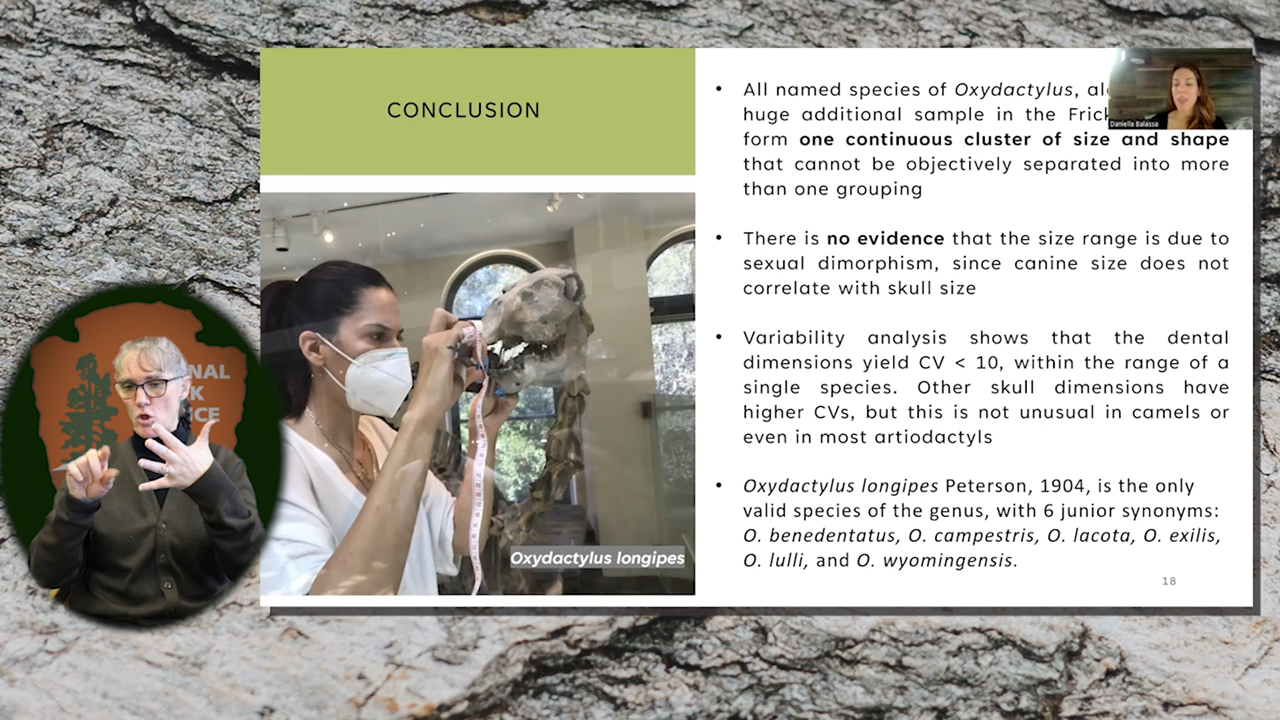 CONCLUSION
• All named species of Oxydactylus,
huge additional sample in the
form one continuous cluster of size and shape
that cannot be objectively separated into more
than one grouping
• There is no evidence that the size range is due to
sexual dimorphism, since canine size does not
correlate with skull size
• Variability analysis shows that the dental
dimensions yield CV < 10, within the range of a
single species. Other skull dimensions have
higher CVs, but this is not unusual in camels or
even in most artiodactyls
• Oxydactylus longipes Peterson, 1904, is the only
valid species of the genus, with 6 junior synonyms:
O. benedentatus, O. campestris, O. lacota, O. exilis,
O. lulli, and O. wyomingensis.
18
Oxydactylus longipes
Daniella Balassa